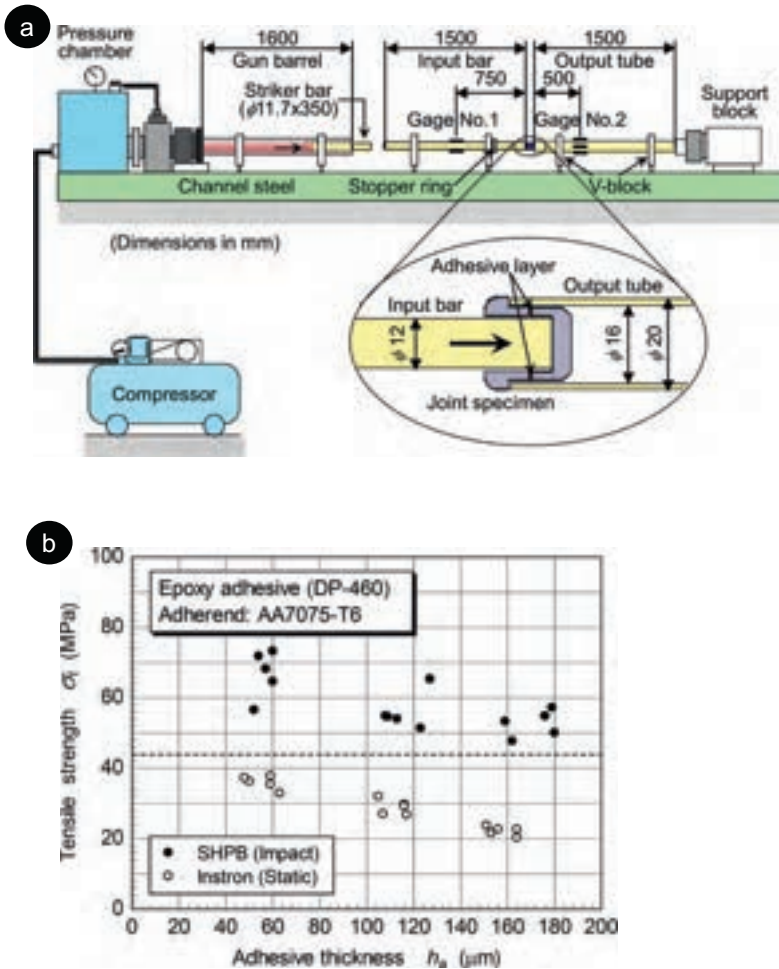 a
Pressure
chamber
1600
Gun barrel
Striker bar
(ϕ11.7x350)
1500
Input bar
750
Gage No.1
1500
Output tube
500
Gage No.2
Support
block
Channel steel
Stopper ring
V-block
(Dimensions in mm)
Compressor
Adhesive layer
Output tube
Input bar
ϕ 12
ϕ 16
ϕ 20
Joint specimen
b
Epoxy adhesive (DP-460)
Adherend: AA7075-T6
Tensile strength
(MPa)
100
80
60
40
20
0
SHPB (Impact)
Instron (Static)
0 20 40 60 80 100 120 140 160 180 200
Adhesive thickness hₐ (μm)